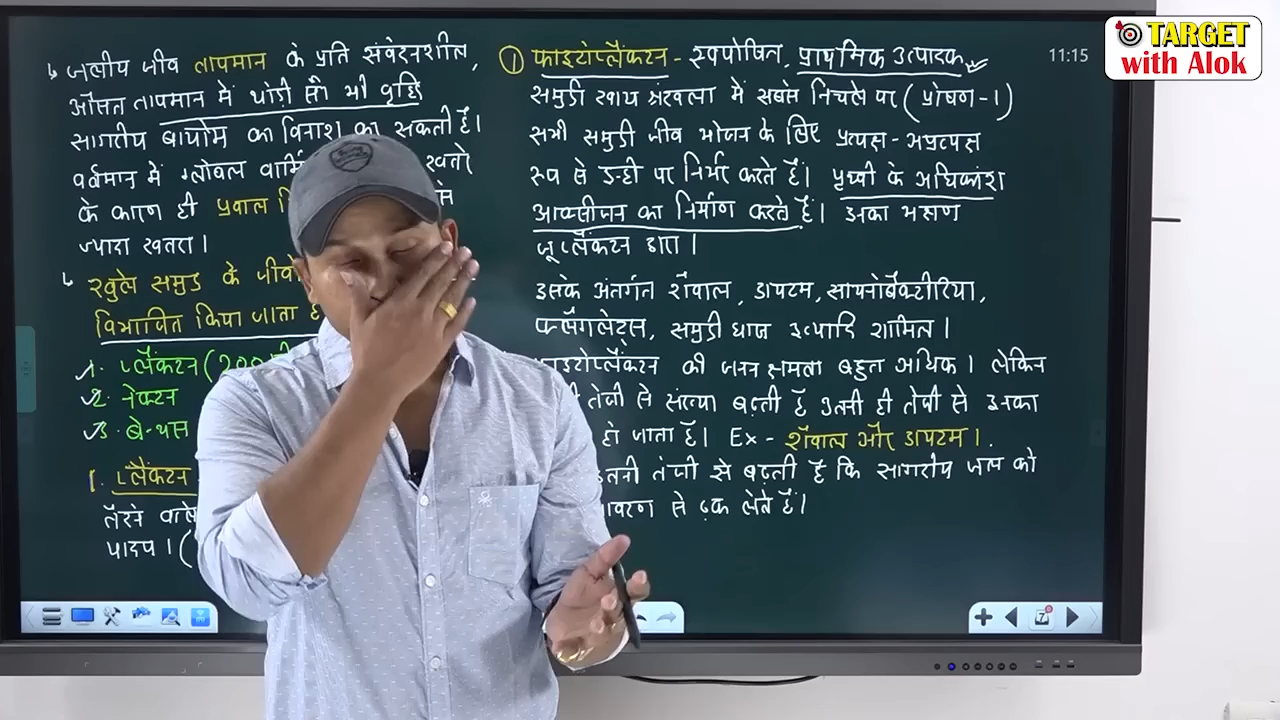 जलीय जीव तापमान के प्रति संवेदनशील,
औसत तापमान में थोड़ी सी भी वृद्धि
सागरीय बायोम का विनाश कर सकती है।
वर्तमान में ग्लोबल वार्मि
के कारण ही प्रवाल
ज्यादा खतरा।
खुले समुद्र के जीवों
विभाजित किया जाता है
1. प्लैंकटन (200
2. नेक्टन
3. बेन्थस
1. प्लैंकटन
तैरने वाले
पादप। (
① फाइटोप्लैंकटन - स्वपोषित, प्राथमिक उत्पादक
समुद्री खाद्य श्रंखला में सबसे निचले पर (पोषण-1)
सभी समुद्री जीव भोजन के लिए प्रत्यक्ष-अप्रत्यक्ष
रूप से इन्हीं पर निर्भर करते हैं। पृथ्वी के अधिकांश
आक्सीजन का निर्माण करते हैं। इनका भक्षण
जूप्लैंकटन द्वारा।
इसके अंतर्गत शैवाल, डायटम, सायनोबैक्टीरिया,
फ्लैगलेट्स, समुद्री घास इत्यादि शामिल।
फाइटोप्लैंकटन की जनन क्षमता बहुत अधिक। लेकिन
तेजी से संख्या बढ़ती है उतनी ही तेजी से इनका
हो जाता है। Ex - शैवाल और डायटम।
इतनी तेजी से बढ़ती है कि सागरीय जल को
आवरण से ढ़क लेते हैं।
11:15
TARGET
with Alok